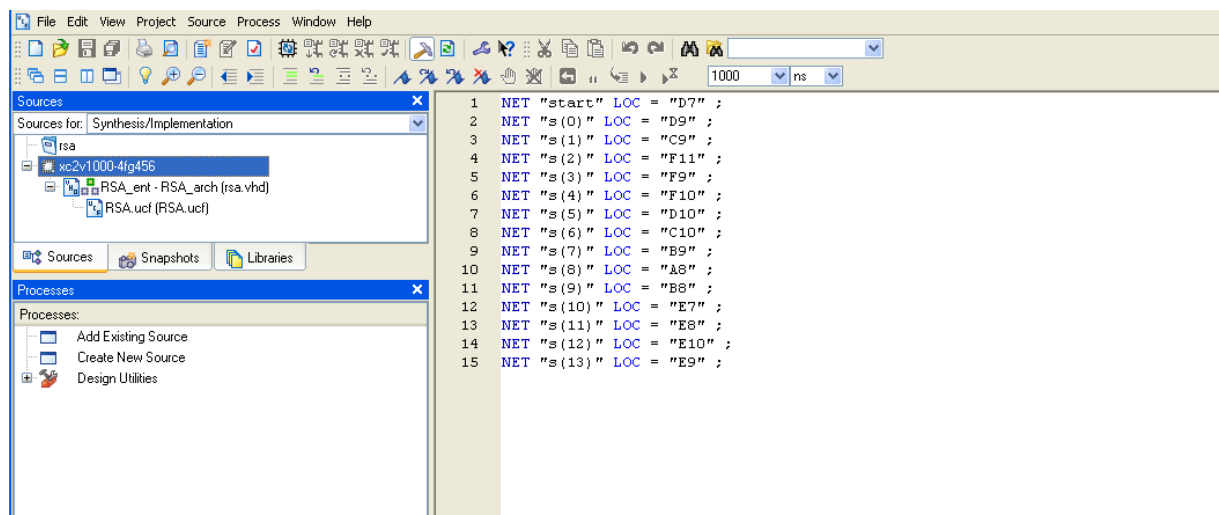 File Edit View Project Source Process Window Help
1000 ns
Sources
Sources for: Synthesis/Implementation
rsa
xc2v1000-4fg456
RSA_ent - RSA_arch (rsa.vhd)
RSA.ucf (RSA.ucf)
Sources Snapshots Libraries
Processes
Processes:
Add Existing Source
Create New Source
Design Utilities
1 NET "start" LOC = "D7" ;
2 NET "s(0)" LOC = "D9" ;
3 NET "s(1)" LOC = "C9" ;
4 NET "s(2)" LOC = "F11" ;
5 NET "s(3)" LOC = "F9" ;
6 NET "s(4)" LOC = "F10" ;
7 NET "s(5)" LOC = "D10" ;
8 NET "s(6)" LOC = "C10" ;
9 NET "s(7)" LOC = "B9" ;
10 NET "s(8)" LOC = "A8" ;
11 NET "s(9)" LOC = "B8" ;
12 NET "s(10)" LOC = "E7" ;
13 NET "s(11)" LOC = "E8" ;
14 NET "s(12)" LOC = "E10" ;
15 NET "s(13)" LOC = "E9" ;